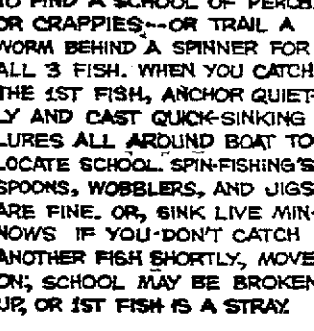 TO FIND A SCHOOL OF PERCH
OR CRAPPIES--OR TRAIL A
WORM BEHIND A SPINNER FOR
ALL 3 FISH. WHEN YOU CATCH
THE 1ST FISH, ANCHOR QUIET-
LY AND CAST QUICK-SINKING
LURES ALL AROUND BOAT TO
LOCATE SCHOOL. SPIN-FISHING'S
SPOONS, WOBBLERS, AND JIGS
ARE FINE. OR, SINK LIVE MIN-
NOWS IF YOU DON'T CATCH
ANOTHER FISH SHORTLY, MOVE
ON; SCHOOL MAY BE BROKEN
UP, OR 1ST FISH IS A STRAY.